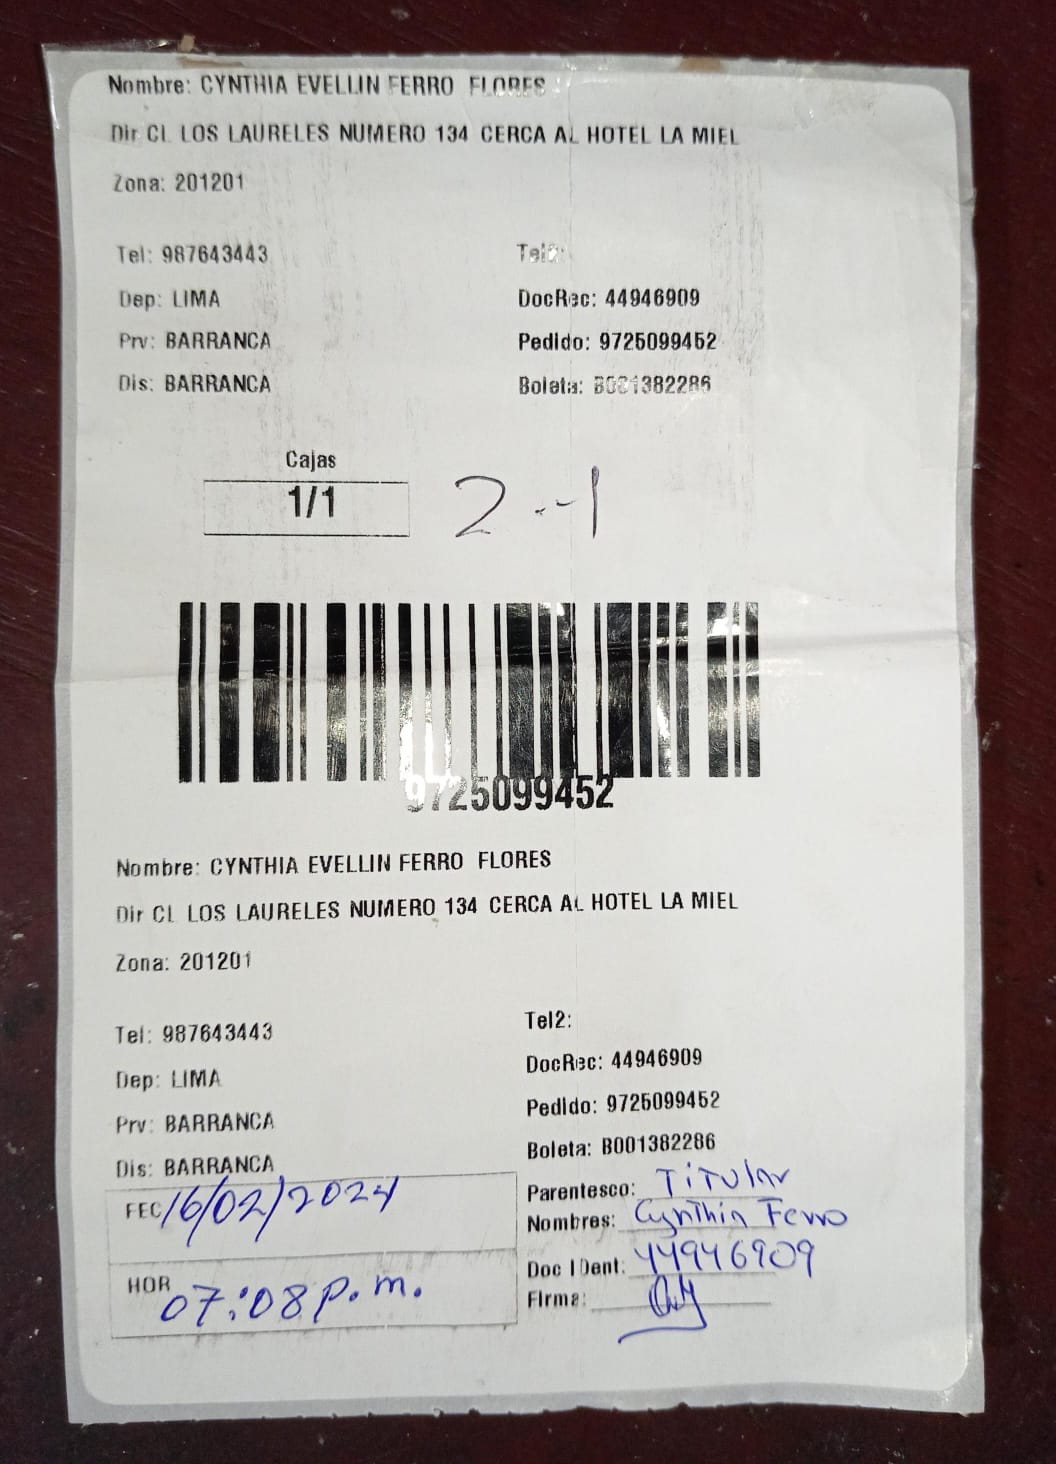 Nombre: CYNTHIA EVELLIN FERRO FLORES
Dir CL LOS LAURELES NUMERO 134 CERCA AL HOTEL LA MIEL
Zona: 201201
Tel: 987643443 Tel2:
Dep: LIMA DocRec: 44946909
Prv: BARRANCA Pedido: 9725099452
Dis: BARRANCA Boleta: B001382286
Cajas
1/1 2.-1
9725099452
Nombre: CYNTHIA EVELLIN FERRO FLORES
Dir CL LOS LAURELES NUMERO 134 CERCA AL HOTEL LA MIEL
Zona: 201201
Tel: 987643443 Tel2:
Dep: LIMA DocRec: 44946909
Prv: BARRANCA Pedido: 9725099452
Dis: BARRANCA Boleta: B001382286
FEC 16/02/2024 Parentesco: Titular
Nombres: Cynthia Ferro
Doc IDent: 44946909
HOR 07:08 p.m. Firma: